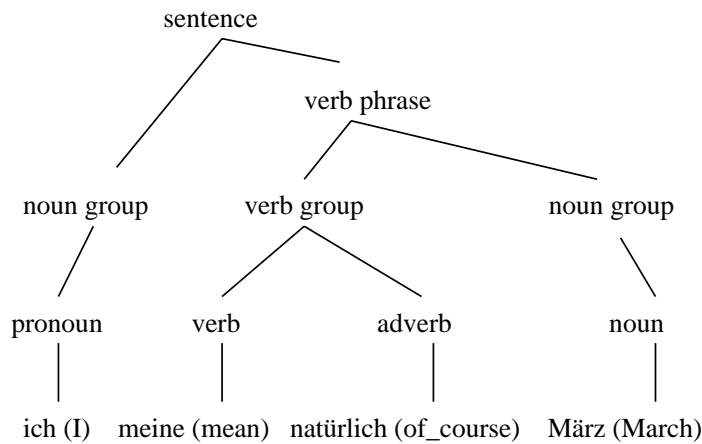 sentence
verb phrase
noun group verb group noun group
pronoun verb adverb noun
ich (I) meine (mean) natürlich (of_course) März (March)